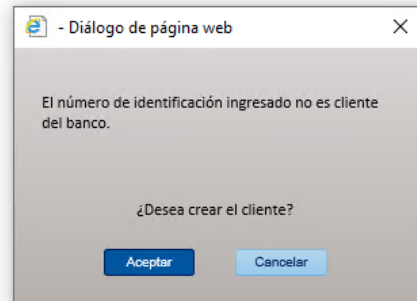 - Diálogo de página web
El número de identificación ingresado no es cliente
del banco.
¿Desea crear el cliente?
Aceptar Cancelar